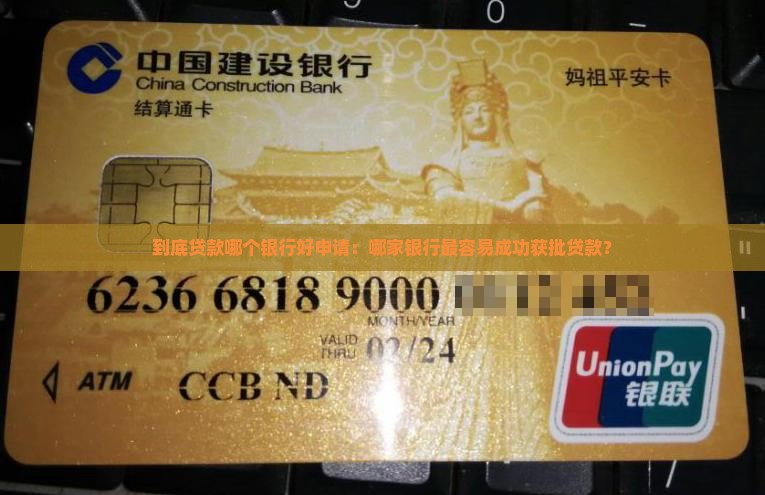 中国建设银行
China Construction Bank
妈祖平安卡
结算通卡
到底贷款哪个银行好申请:哪家银行最容易成功获批贷款?
6236 6818 9000
MONTH/YEAR
VALID
THRU
02/24
ATM
CCB ND
UnionPay
银联